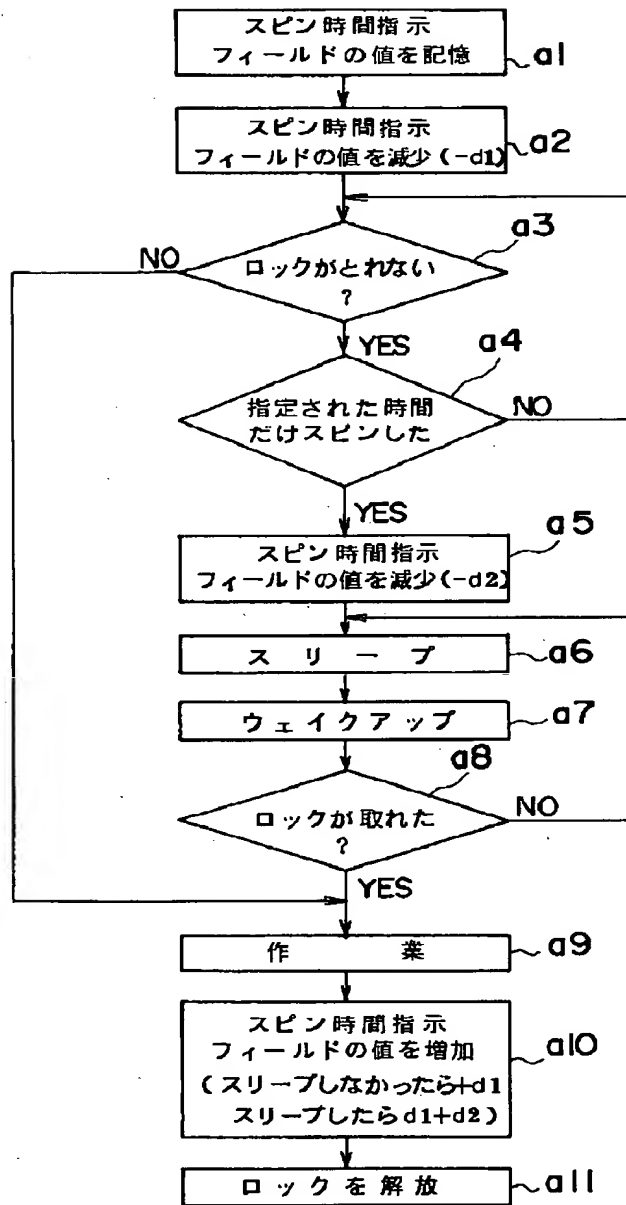 スピン時間指示
フィールドの値を記憶
a1
スピン時間指示
フィールドの値を減少(-d1)
a2
a3
NO
ロックがとれない
?
YES
a4
指定された時間
だけスピンした
NO
YES
a5
スピン時間指示
フィールドの値を減少(-d2)
スリープ
a6
ウェイクアップ
a7
a8
ロックが取れた
?
NO
YES
作業
a9
スピン時間指示
フィールドの値を増加
(スリープしなかったら+d1
スリープしたらd1+d2)
a10
ロックを解放
a11